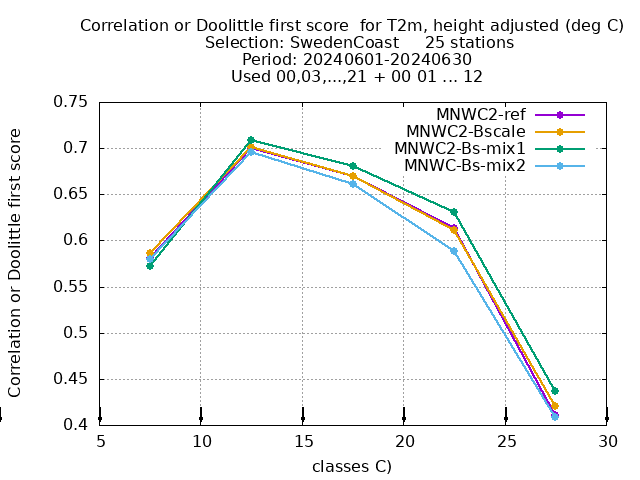 Correlation or Doolittle first score  for T2m, height adjusted (deg C)
Selection: SwedenCoast     25 stations
Period: 20240601-20240630
Used 00,03,...,21 + 00 01 ... 12
MNWC2-ref
MNWC2-Bscale
MNWC2-Bs-mix1
MNWC-Bs-mix2
Correlation or Doolittle first score
0.75
0.7
0.65
0.6
0.55
0.5
0.45
0.4
5 10 15 20 25 30
classes C)